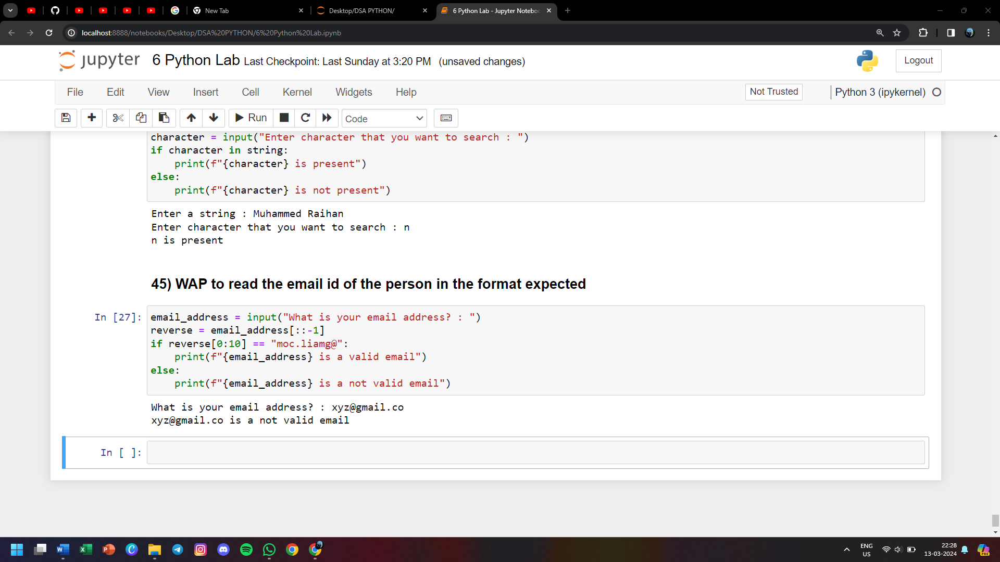 New Tab
Desktop/DSA PYTHON/
6 Python Lab - Jupyter Notebo
localhost:8888/notebooks/Desktop/DSA%20PYTHON/6%20Python%20Lab.ipynb
jupyter 6 Python Lab Last Checkpoint: Last Sunday at 3:20 PM (unsaved changes)
Logout
File Edit View Insert Cell Kernel Widgets Help
Not Trusted
Python 3 (ipykernel)
Run
Code
character = input("Enter character that you want to search : ")
if character in string:
    print(f"{character} is present")
else:
    print(f"{character} is not present")
Enter a string : Muhammed Raihan
Enter character that you want to search : n
n is present
45) WAP to read the email id of the person in the format expected
In [27]:
email_address = input("What is your email address? : ")
reverse = email_address[::-1]
if reverse[0:10] == "moc.liamg@":
    print(f"{email_address} is a valid email")
else:
    print(f"{email_address} is a not valid email")
What is your email address? : xyz@gmail.co
xyz@gmail.co is a not valid email
In [ ]:
ENG
US
22:28
13-03-2024